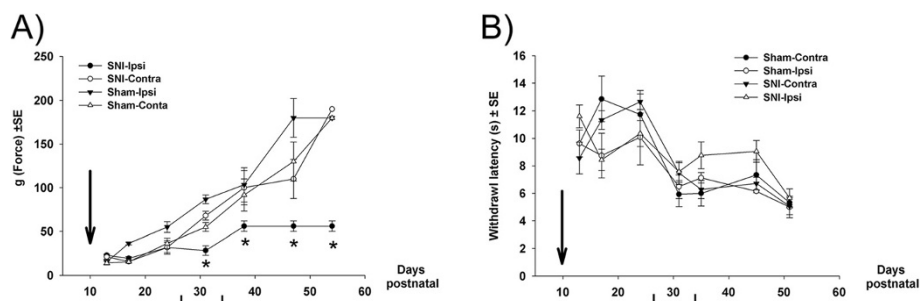 A)
SNI-Ipsi
SNI-Contra
Sham-Ipsi
Sham-Conta
g (Force) ±SE
250
200
150
100
50
0
*
*
*
*
10 20 30 40 50 60
Days
postnatal
B)
Sham-Contra
Sham-Ipsi
SNI-Contra
SNI-Ipsi
Withdrawl latency (s) ± SE
16
14
12
10
8
6
4
2
0
10 20 30 40 50 60
Days
postnatal